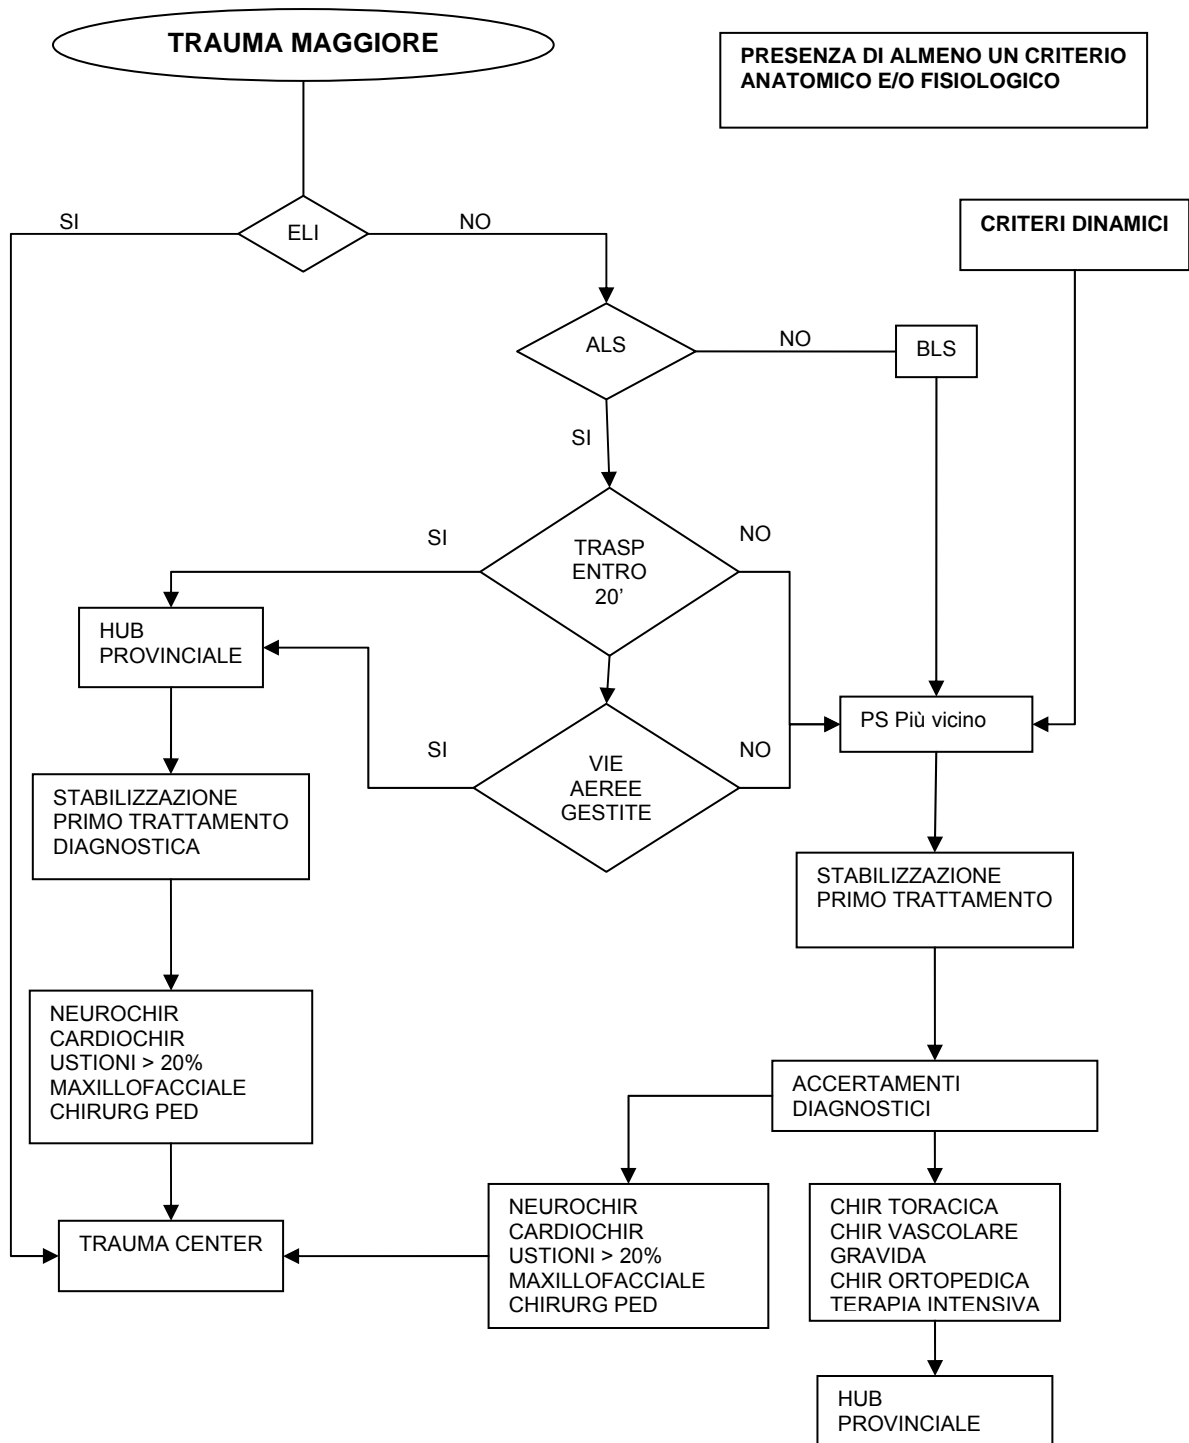 TRAUMA MAGGIORE
PRESENZA DI ALMENO UN CRITERIO
ANATOMICO E/O FISIOLOGICO
SI
ELI
NO
CRITERI DINAMICI
ALS
NO
BLS
SI
SI
TRASP
ENTRO
20’
NO
HUB
PROVINCIALE
PS Più vicino
SI
VIE
AEREE
GESTITE
NO
STABILIZZAZIONE
PRIMO TRATTAMENTO
DIAGNOSTICA
STABILIZZAZIONE
PRIMO TRATTAMENTO
NEUROCHIR
CARDIOCHIR
USTIONI > 20%
MAXILLOFACCIALE
CHIRURG PED
ACCERTAMENTI
DIAGNOSTICI
TRAUMA CENTER
NEUROCHIR
CARDIOCHIR
USTIONI > 20%
MAXILLOFACCIALE
CHIRURG PED
CHIR TORACICA
CHIR VASCOLARE
GRAVIDA
CHIR ORTOPEDICA
TERAPIA INTENSIVA
HUB
PROVINCIALE